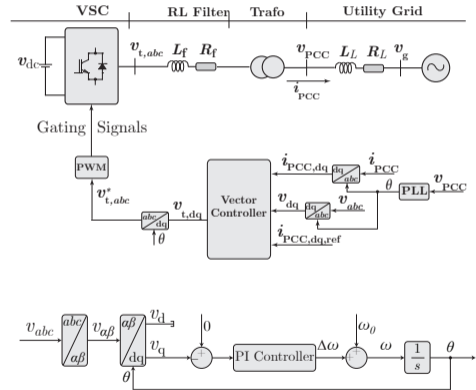 VSC RL Filter Trafo Utility Grid
v_t,abc L_f R_f v_PCC L_L R_L v_g
v_dc
i_PCC
Gating Signals
PWM
v*_t,abc
v_t,dq
abc dq
θ
Vector Controller
i_PCC,dq dq abc i_PCC
θ PLL v_PCC
v_dq dq abc v_abc
i_PCC,dq,ref
v_abc abc αβ v_αβ αβ dq v_d
v_q
θ
0
− +
PI Controller
Δω
ω_0
+ +
ω
1/s
θ